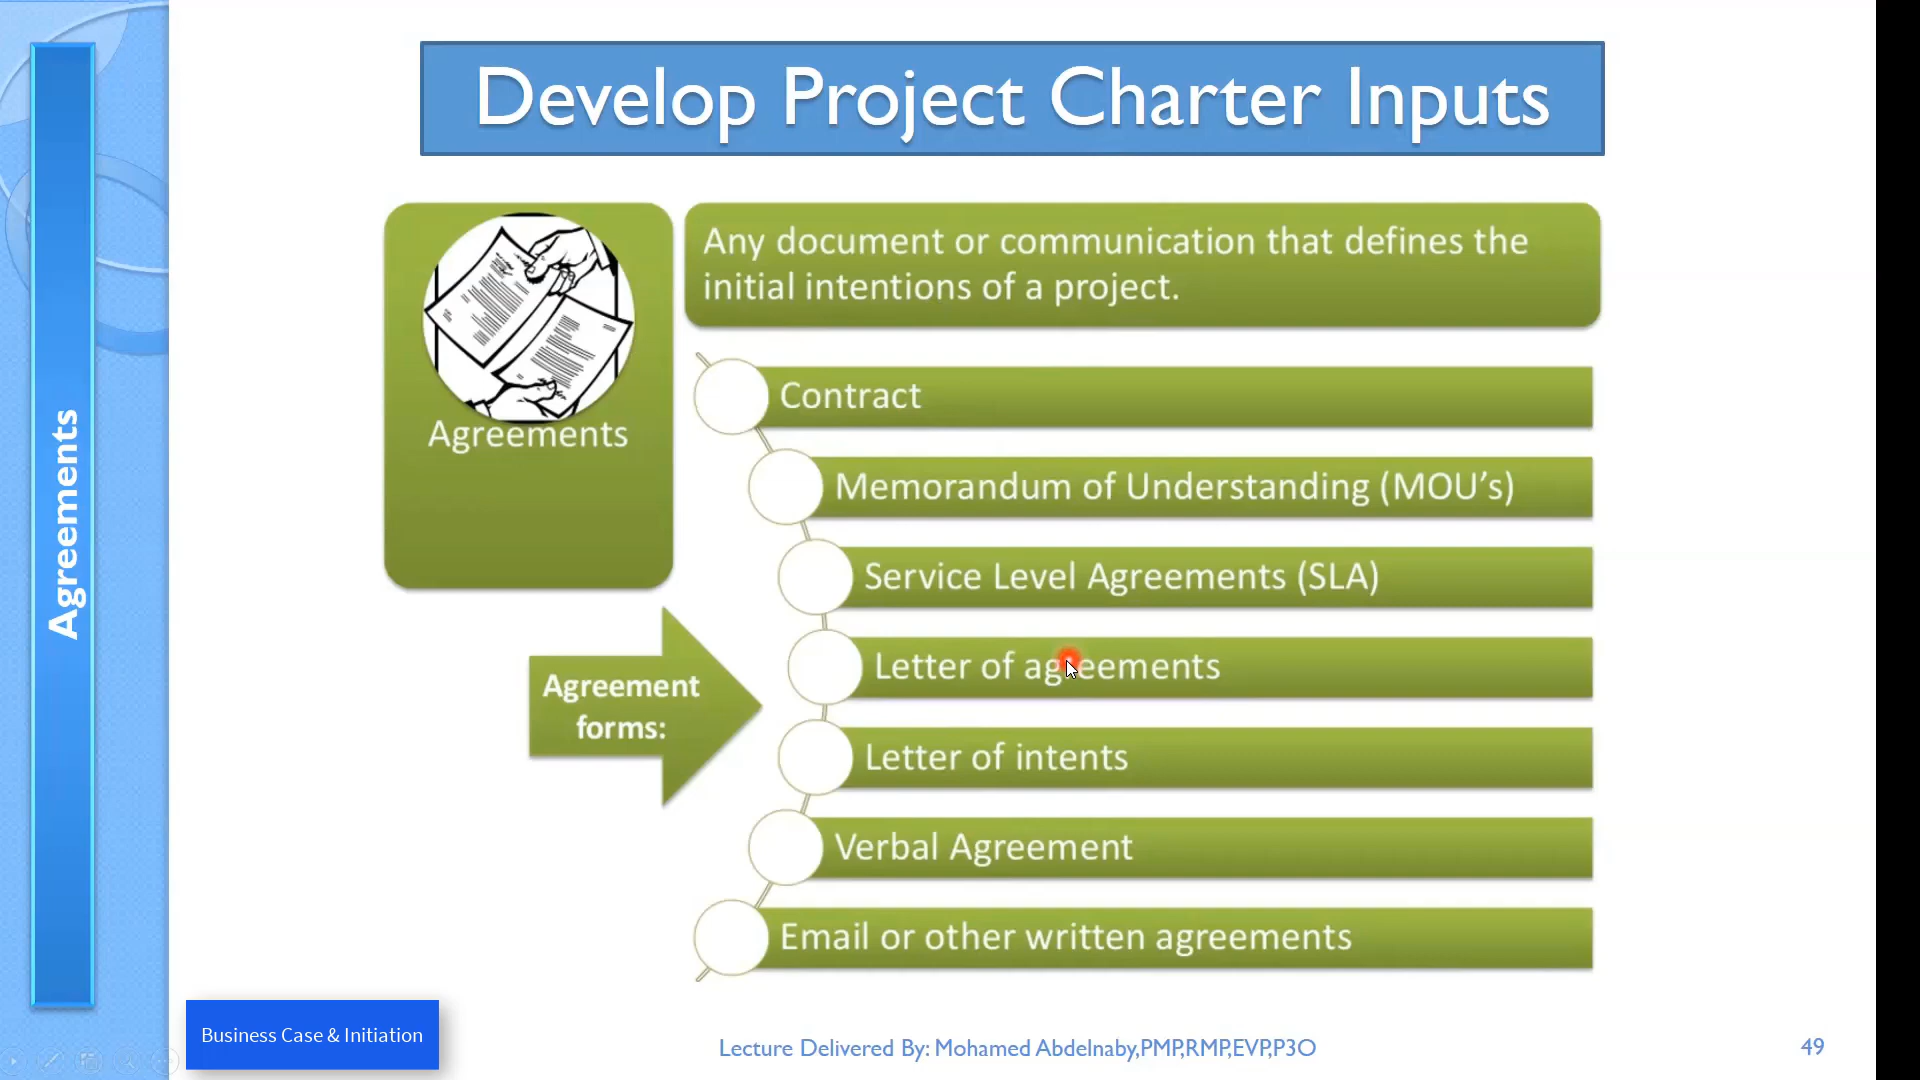 Develop Project Charter Inputs
Agreements
Agreements
Any document or communication that defines the
initial intentions of a project.
Agreement
forms:
Contract
Memorandum of Understanding (MOU’s)
Service Level Agreements (SLA)
Letter of agreements
Letter of intents
Verbal Agreement
Email or other written agreements
Business Case & Initiation
Lecture Delivered By: Mohamed Abdelnaby,PMP,RMP,EVP,P3O
49